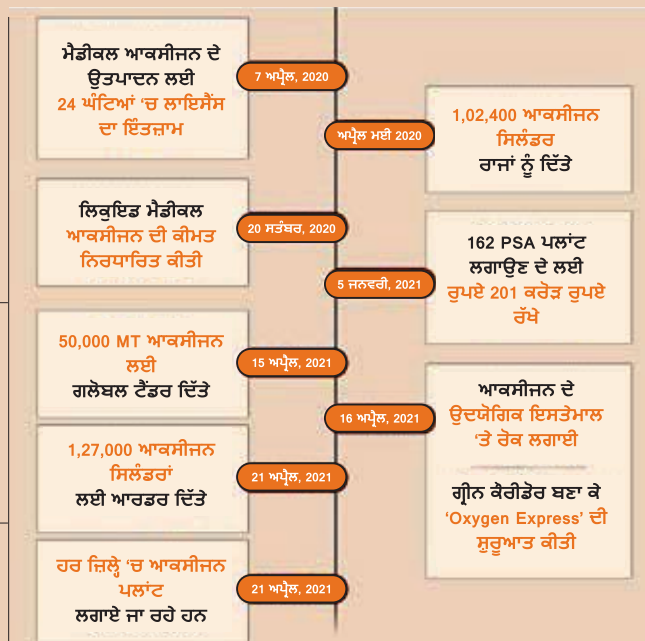 ਮੈਡੀਕਲ ਆਕਸੀਜਨ ਦੇ
ਉਤਪਾਦਨ ਲਈ
24 ਘੰਟਿਆਂ ‘ਚ ਲਾਇਸੈਂਸ
ਦਾ ਇੰਤਜ਼ਾਮ
7 ਅਪ੍ਰੈਲ, 2020
1,02,400 ਆਕਸੀਜਨ
ਸਿਲੰਡਰ
ਰਾਜਾਂ ਨੂੰ ਦਿੱਤੇ
ਅਪ੍ਰੈਲ ਮਈ 2020
ਲਿਕੁਇਡ ਮੈਡੀਕਲ
ਆਕਸੀਜਨ ਦੀ ਕੀਮਤ
ਨਿਰਧਾਰਿਤ ਕੀਤੀ
20 ਸਤੰਬਰ, 2020
162 PSA ਪਲਾਂਟ
ਲਗਾਉਣ ਦੇ ਲਈ
ਰੁਪਏ 201 ਕਰੋੜ ਰੁਪਏ
ਰੱਖੇ
5 ਜਨਵਰੀ, 2021
50,000 MT ਆਕਸੀਜਨ
ਲਈ
ਗਲੋਬਲ ਟੈਂਡਰ ਦਿੱਤੇ
15 ਅਪ੍ਰੈਲ, 2021
ਆਕਸੀਜਨ ਦੇ
ਉਦਯੋਗਿਕ ਇਸਤੇਮਾਲ
‘ਤੇ ਰੋਕ ਲਗਾਈ
ਗ੍ਰੀਨ ਕੈਰੀਡੋਰ ਬਣਾ ਕੇ
‘Oxygen Express’ ਦੀ
ਸ਼ੁਰੂਆਤ ਕੀਤੀ
16 ਅਪ੍ਰੈਲ, 2021
1,27,000 ਆਕਸੀਜਨ
ਸਿਲੰਡਰਾਂ
ਲਈ ਆਰਡਰ ਦਿੱਤੇ
21 ਅਪ੍ਰੈਲ, 2021
ਹਰ ਜ਼ਿਲ੍ਹੇ ‘ਚ ਆਕਸੀਜਨ
ਪਲਾਂਟ
ਲਗਾਏ ਜਾ ਰਹੇ ਹਨ
21 ਅਪ੍ਰੈਲ, 2021